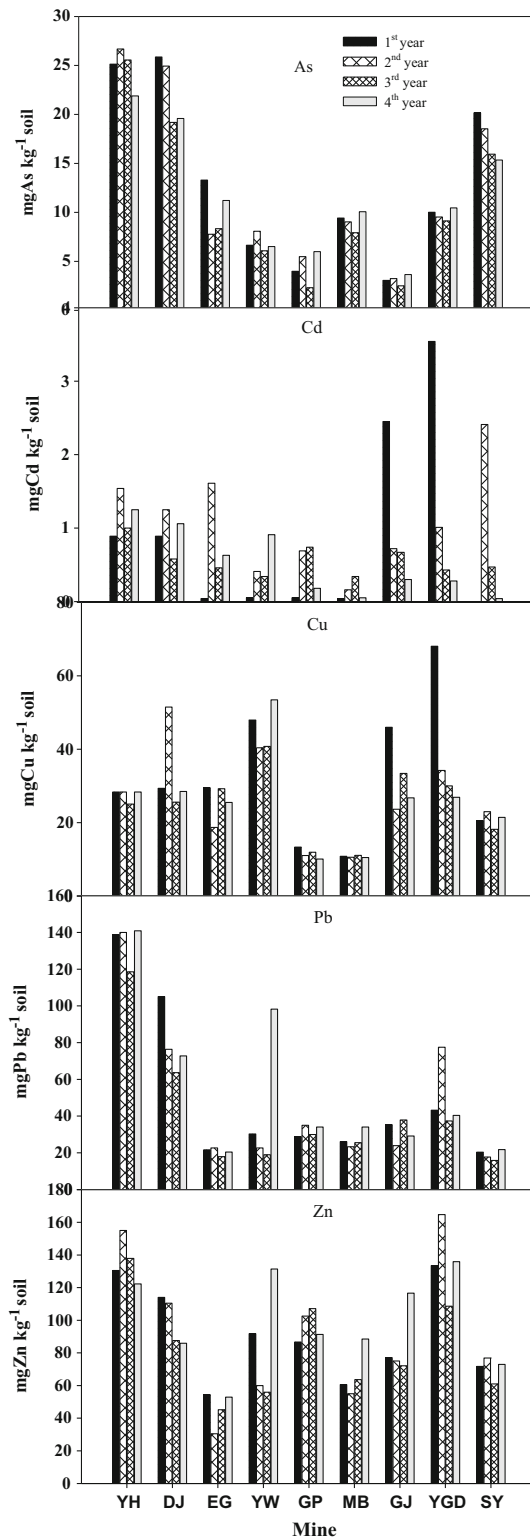 As
1st year
2nd year
3rd year
4th year
30
25
20
15
10
5
0
mgAs kg-1 soil
Cd
4
3
2
1
0
mgCd kg-1 soil
Cu
80
60
40
20
0
mgCu kg-1 soil
Pb
160
140
120
100
80
60
40
20
0
mgPb kg-1 soil
Zn
180
160
140
120
100
80
60
40
20
0
mgZn kg-1 soil
YH DJ EG YW GP MB GJ YGD SY
Mine